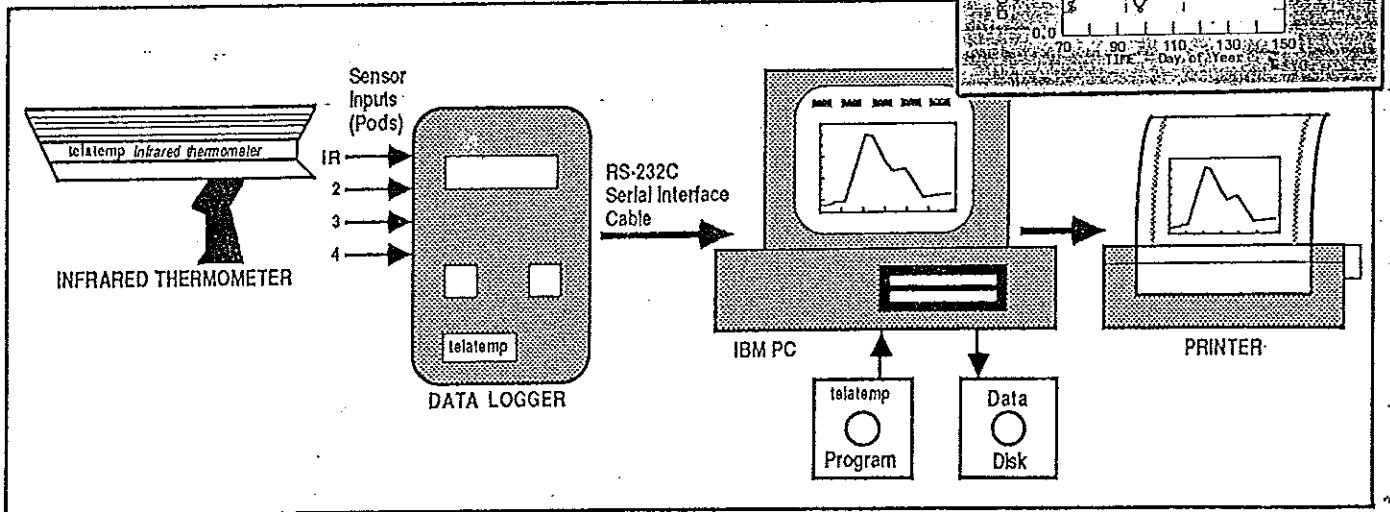 0.0
70 90 110 130 150
TIME - Day of Year
Sensor
Inputs
(Pods)
telatemp Infrared thermometer
IR
2
3
4
RS-232C
Serial Interface
Cable
INFRARED THERMOMETER
telatemp
DATA LOGGER
IBM PC
PRINTER
telatemp
Program
Data
Disk